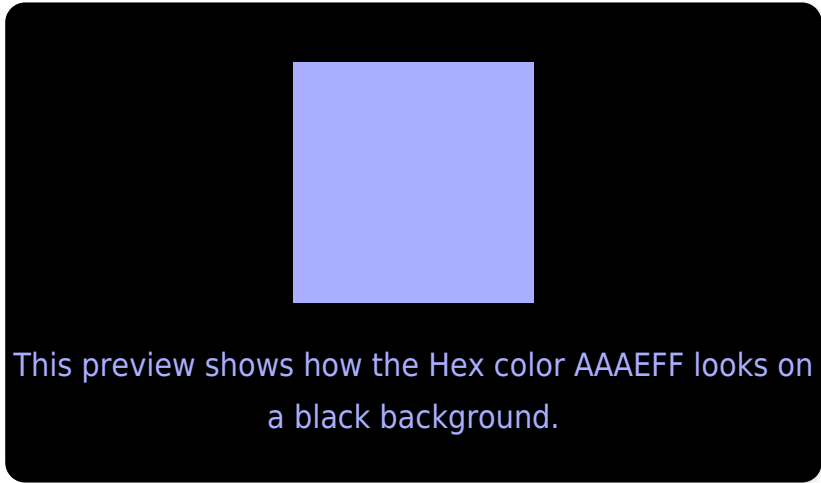 This preview shows how the Hex color AAAEFF looks on
a black background.